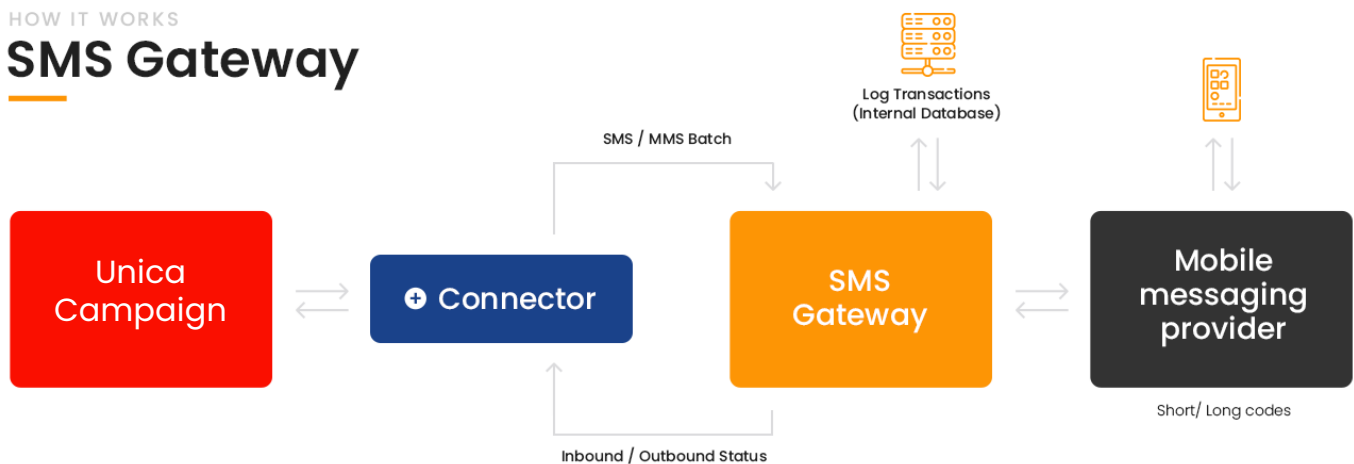 HOW IT WORKS
SMS Gateway
Log Transactions
(Internal Database)
SMS / MMS Batch
Unica
Campaign
Connector
SMS
Gateway
Mobile
messaging
provider
Short/ Long codes
Inbound / Outbound Status